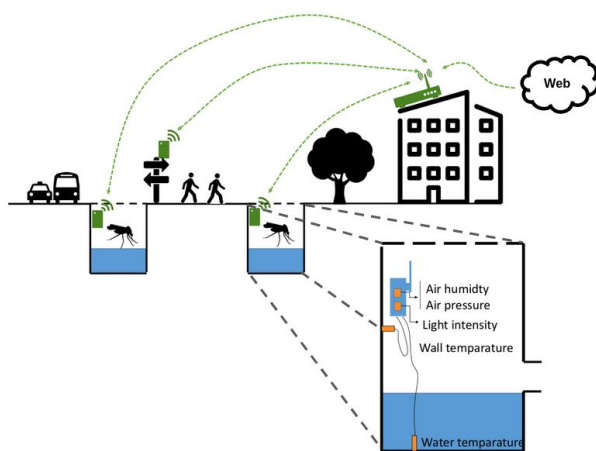 Web
Air humidty
Air pressure
Light intensity
Wall temparature
Water temparature